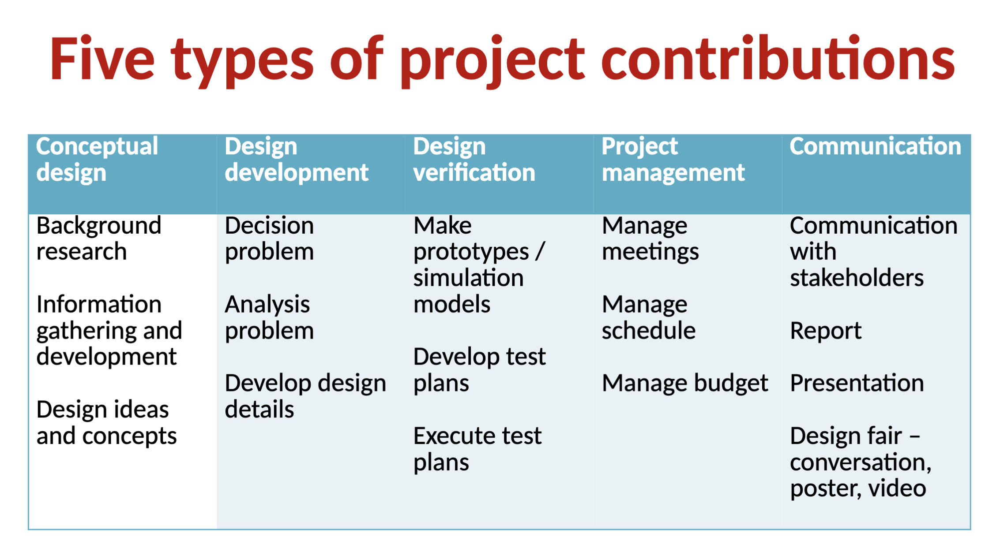 Five types of project contributions
Conceptual
design
Design
development
Design
verification
Project
management
Communication
Background
research
Information
gathering and
development
Design ideas
and concepts
Decision
problem
Analysis
problem
Develop design
details
Make
prototypes /
simulation
models
Develop test
plans
Execute test
plans
Manage
meetings
Manage
schedule
Manage budget
Communication
with
stakeholders
Report
Presentation
Design fair –
conversation,
poster, video